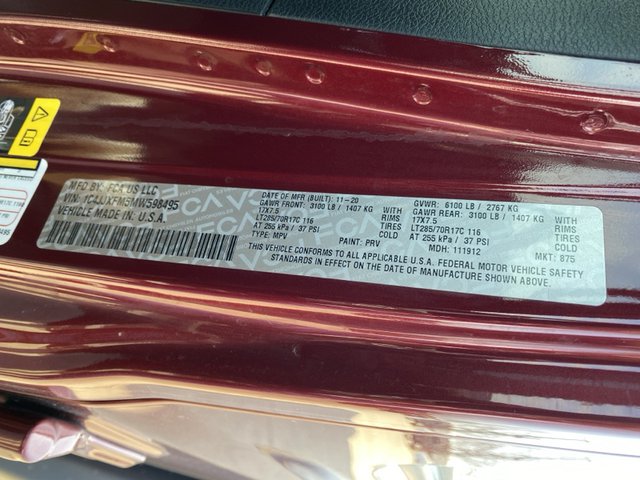 MFD BY: FCA US LLC
VEHICLE MADE IN: U.S.A.
DATE OF MFR (BUILT): 11-20
GAWR FRONT: 3100 LB / 1407 KG WITH
17X7.5 RIMS
LT285/70R17C 116 TIRES
AT 255 kPa / 37 PSI COLD
TYPE: MPV PAINT: PRV
GVWR: 6100 LB / 2767 KG
GAWR REAR: 3100 LB / 1407 KG WITH
17X7.5 RIMS
LT285/70R17C 116 TIRES
AT 255 kPa / 37 PSI COLD
MDH: 111912 MKT: 875
THIS VEHICLE CONFORMS TO ALL APPLICABLE U.S.A. FEDERAL MOTOR VEHICLE SAFETY
STANDARDS IN EFFECT ON THE DATE OF MANUFACTURE SHOWN ABOVE.